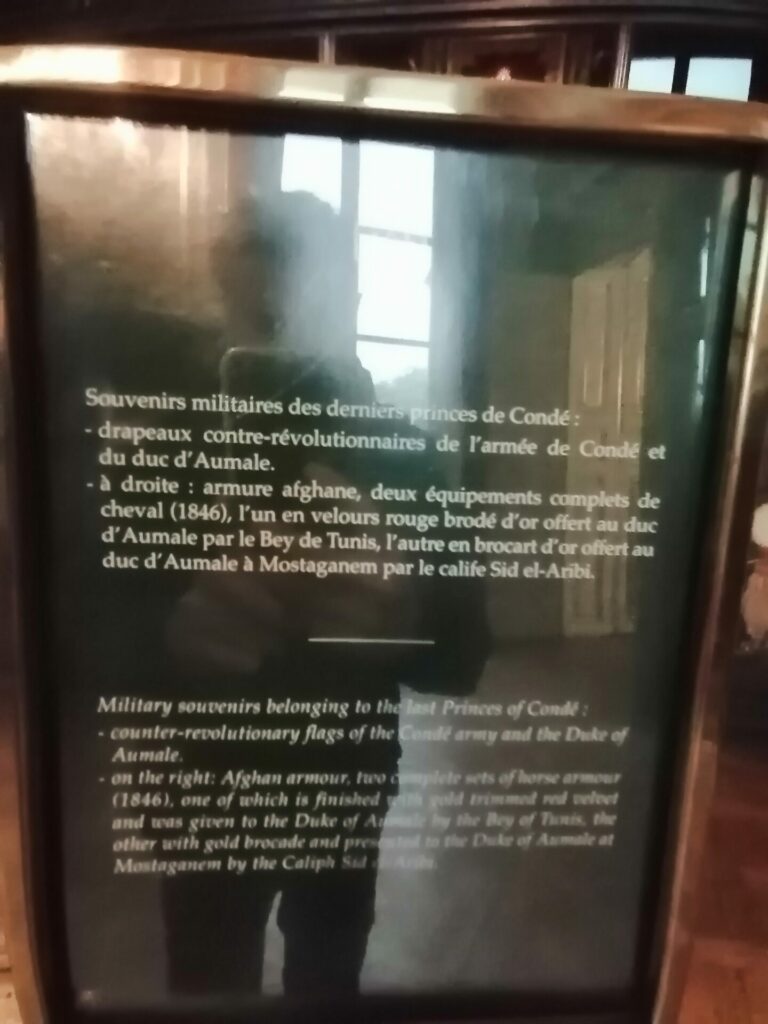 Souvenirs militaires des derniers princes de Condé :
- drapeaux contre-révolutionnaires de l'armée de Condé et
du duc d'Aumale.
- à droite : armure afghane, deux équipements complets de
cheval (1846), l'un en velours rouge brodé d'or offert au duc
d'Aumale par le Bey de Tunis, l'autre en brocart d'or offert au
duc d'Aumale à Mostaganem par le calife Sid el-Aribi.
Military souvenirs belonging to the last Princes of Condé :
- counter-revolutionary flags of the Condé army and the Duke of
Aumale.
- on the right: Afghan armour, two complete sets of horse armour
(1846), one of which is finished with gold trimmed red velvet
and was given to the Duke of Aumale by the Bey of Tunis, the
other with gold brocade and presented to the Duke of Aumale at
Mostaganem by the Caliph Sid el-Aribi.